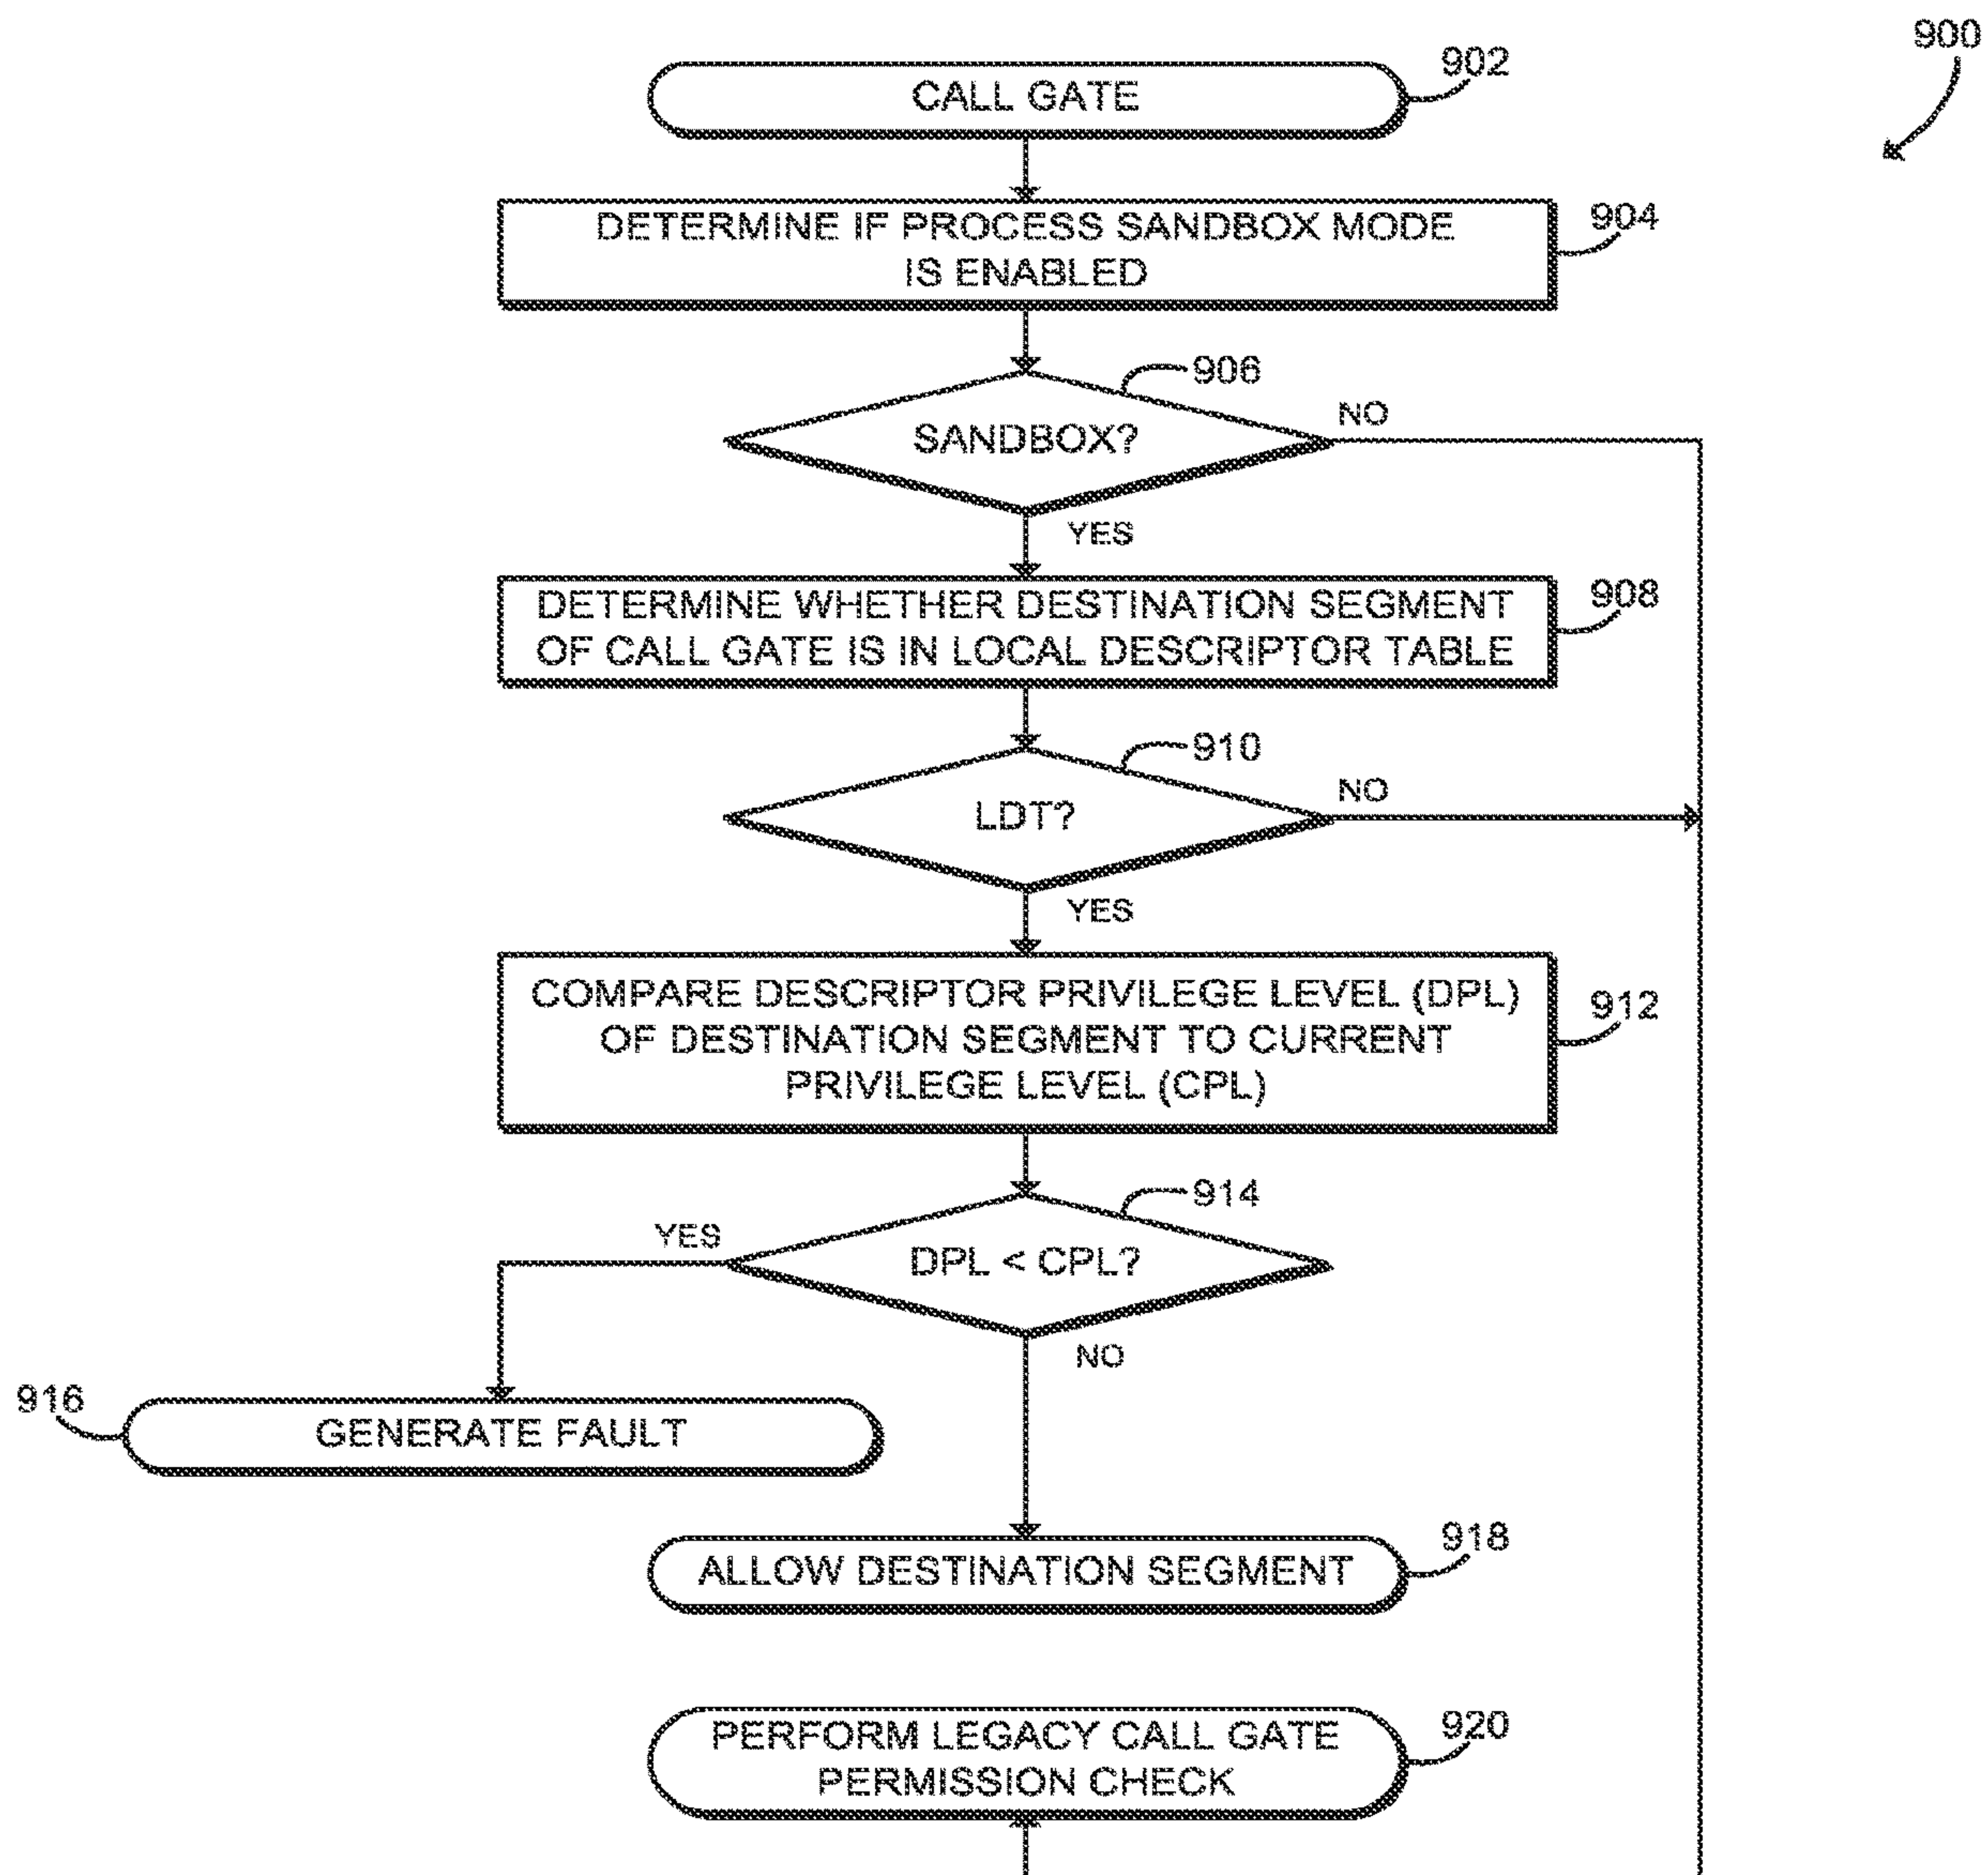 900
902
CALL GATE
904
DETERMINE IF PROCESS SANDBOX MODE
IS ENABLED
906
SANDBOX?
NO
YES
908
DETERMINE WHETHER DESTINATION SEGMENT
OF CALL GATE IS IN LOCAL DESCRIPTOR TABLE
910
LDT?
NO
YES
912
COMPARE DESCRIPTOR PRIVILEGE LEVEL (DPL)
OF DESTINATION SEGMENT TO CURRENT
PRIVILEGE LEVEL (CPL)
914
YES
DPL < CPL?
NO
916
GENERATE FAULT
918
ALLOW DESTINATION SEGMENT
920
PERFORM LEGACY CALL GATE
PERMISSION CHECK